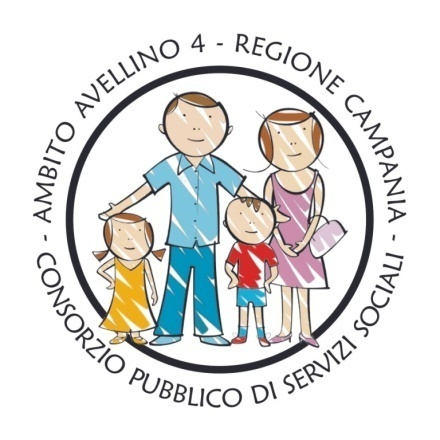 - AMBITO AVELLINO 4 - REGIONE CAMPANIA -
CONSORZIO PUBBLICO DI SERVIZI SOCIALI